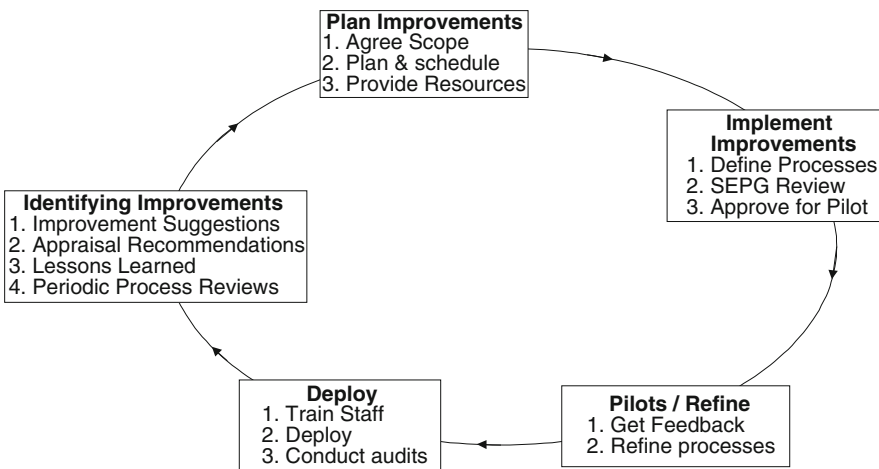 Plan Improvements
1. Agree Scope
2. Plan & schedule
3. Provide Resources
Implement
Improvements
1. Define Processes
2. SEPG Review
3. Approve for Pilot
Pilots / Refine
1. Get Feedback
2. Refine processes
Deploy
1. Train Staff
2. Deploy
3. Conduct audits
Identifying Improvements
1. Improvement Suggestions
2. Appraisal Recommendations
3. Lessons Learned
4. Periodic Process Reviews